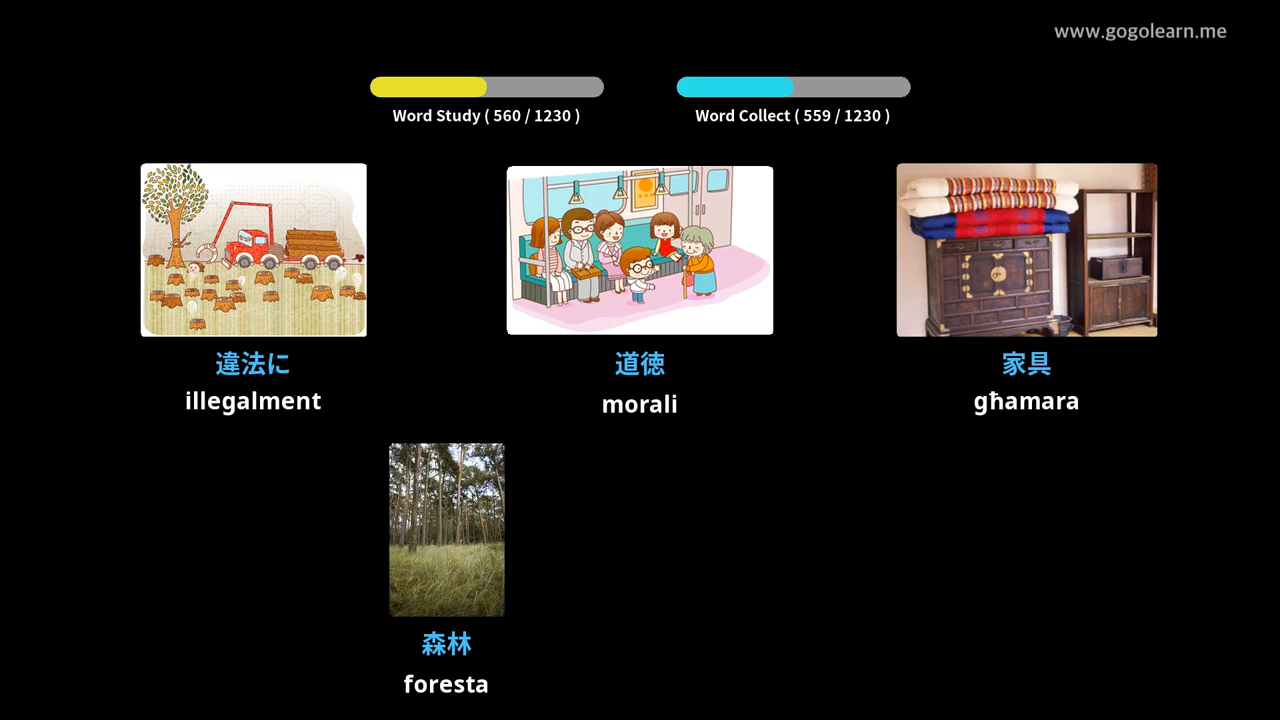 www.gogolearn.me
Word Study ( 560 / 1230 )
Word Collect ( 559 / 1230 )
違法に
illegalment
道徳
morali
家具
għamara
森林
foresta